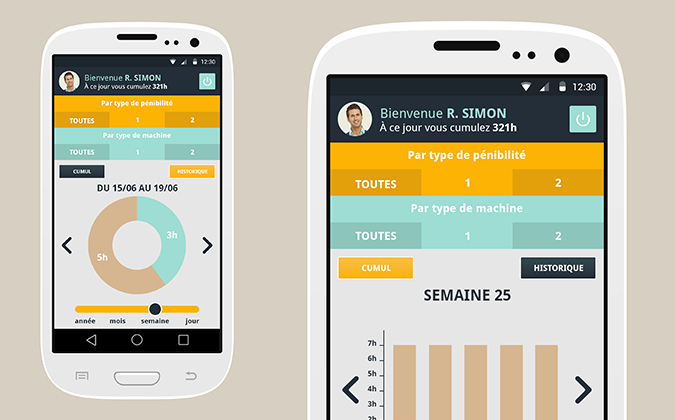 12:30
Bienvenue R. SIMON
À ce jour vous cumulez 321h
Par type de pénibilité
TOUTES 1 2
Par type de machine
TOUTES 1 2
CUMUL HISTORIQUE
DU 15/06 AU 19/06
3h
5h
année mois semaine jour
12:30
Bienvenue R. SIMON
À ce jour vous cumulez 321h
Par type de pénibilité
TOUTES 1 2
Par type de machine
TOUTES 1 2
CUMUL HISTORIQUE
SEMAINE 25
7h
6h
5h
4h
3h
2h